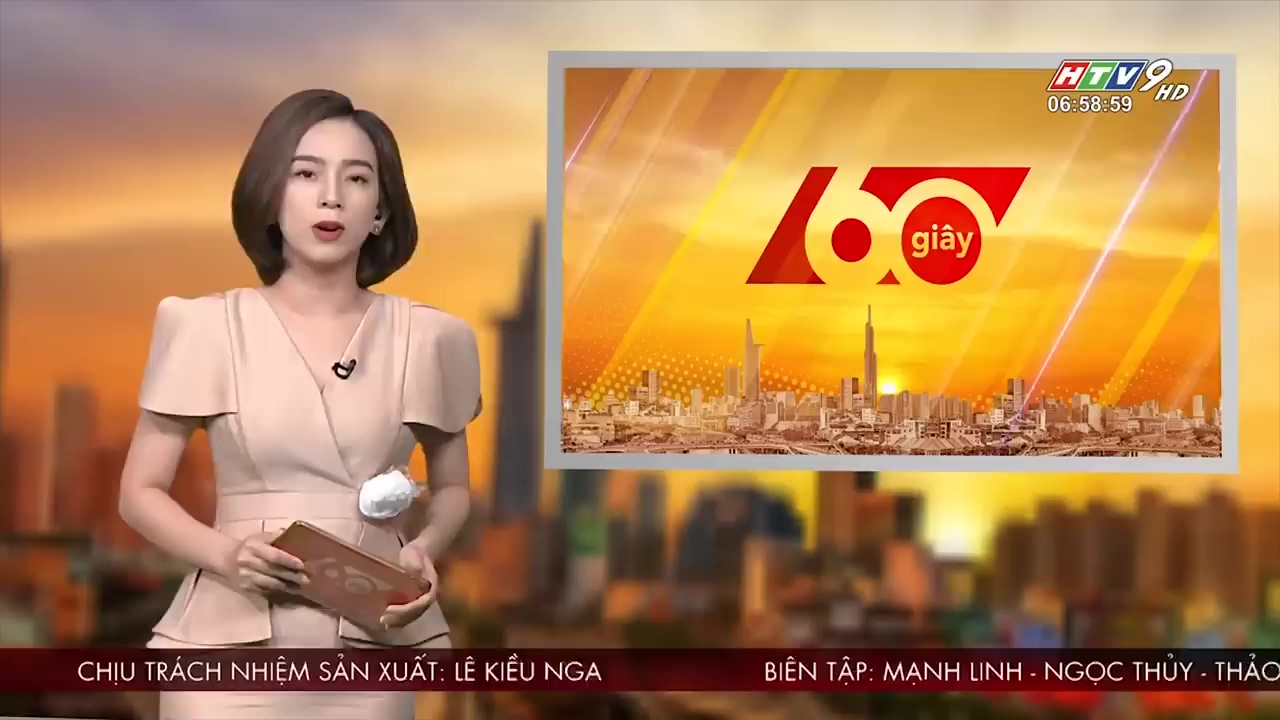 HTV9 HD
06:58:59
60 giây
CHỊU TRÁCH NHIỆM SẢN XUẤT: LÊ KIỀU NGA
BIÊN TẬP: MẠNH LINH - NGỌC THỦY - THẢO